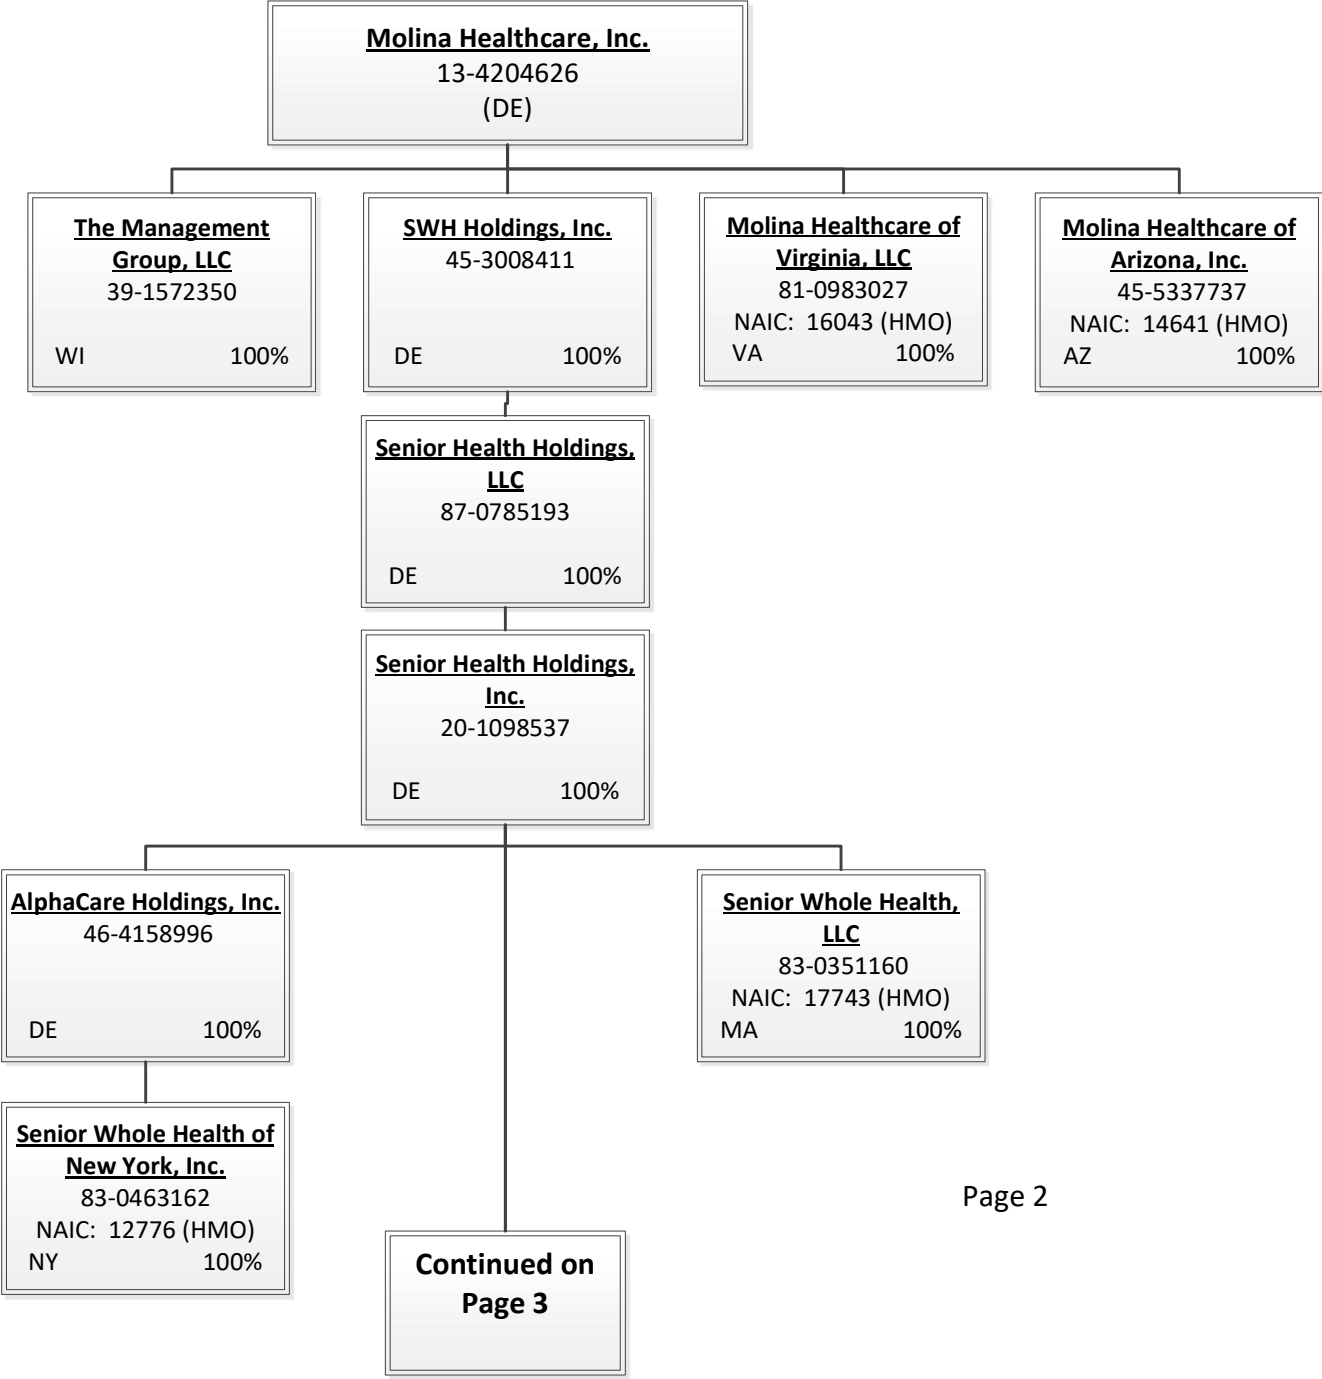 Molina Healthcare, Inc.
13-4204626
(DE)
The Management
Group, LLC
39-1572350
WI 100%
SWH Holdings, Inc.
45-3008411
DE 100%
Molina Healthcare of
Virginia, LLC
81-0983027
NAIC: 16043 (HMO)
VA 100%
Molina Healthcare of
Arizona, Inc.
45-5337737
NAIC: 14641 (HMO)
AZ 100%
Senior Health Holdings,
LLC
87-0785193
DE 100%
Senior Health Holdings,
Inc.
20-1098537
DE 100%
AlphaCare Holdings, Inc.
46-4158996
DE 100%
Senior Whole Health,
LLC
83-0351160
NAIC: 17743 (HMO)
MA 100%
Senior Whole Health of
New York, Inc.
83-0463162
NAIC: 12776 (HMO)
NY 100%
Continued on
Page 3
Page 2